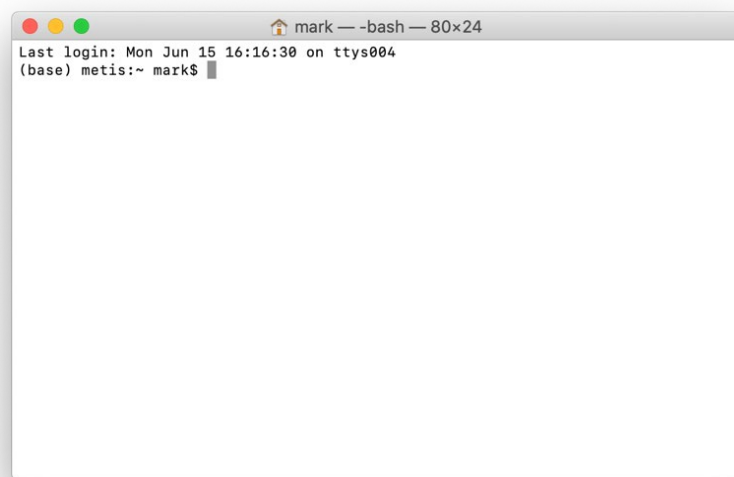 mark — -bash — 80×24
Last login: Mon Jun 15 16:16:30 on ttys004
(base) metis:~ mark$